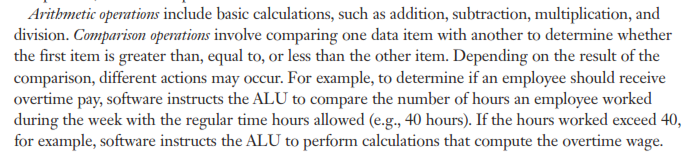 Arithmetic operations include basic calculations, such as addition, subtraction, multiplication, and
division. Comparison operations involve comparing one data item with another to determine whether
the first item is greater than, equal to, or less than the other item. Depending on the result of the
comparison, different actions may occur. For example, to determine if an employee should receive
overtime pay, software instructs the ALU to compare the number of hours an employee worked
during the week with the regular time hours allowed (e.g., 40 hours). If the hours worked exceed 40,
for example, software instructs the ALU to perform calculations that compute the overtime wage.